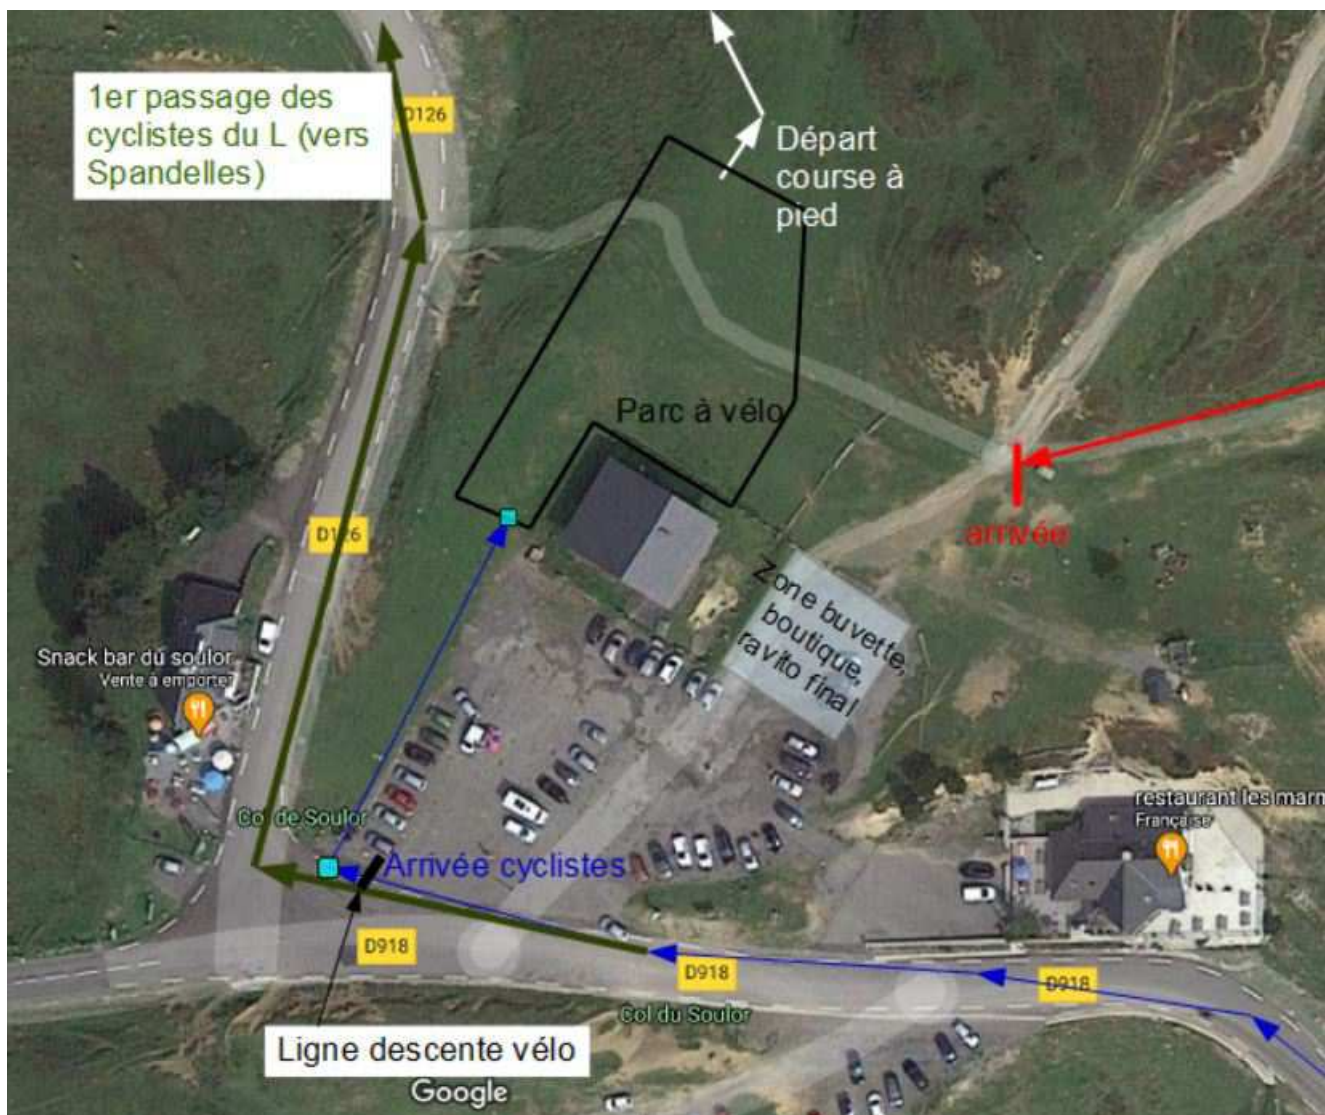 1er passage des
cyclistes du L (vers
Spandelles)
D126
Départ
course à
pied
Parc à vélo
D126
arrivée
Zone buvette,
boutique,
ravito final
Snack bar du soulor
Vente à emporter
restaurant les marm
Française
Col de Soulor
Arrivée cyclistes
D918
D918
D918
Col du Soulor
Ligne descente vélo
Google